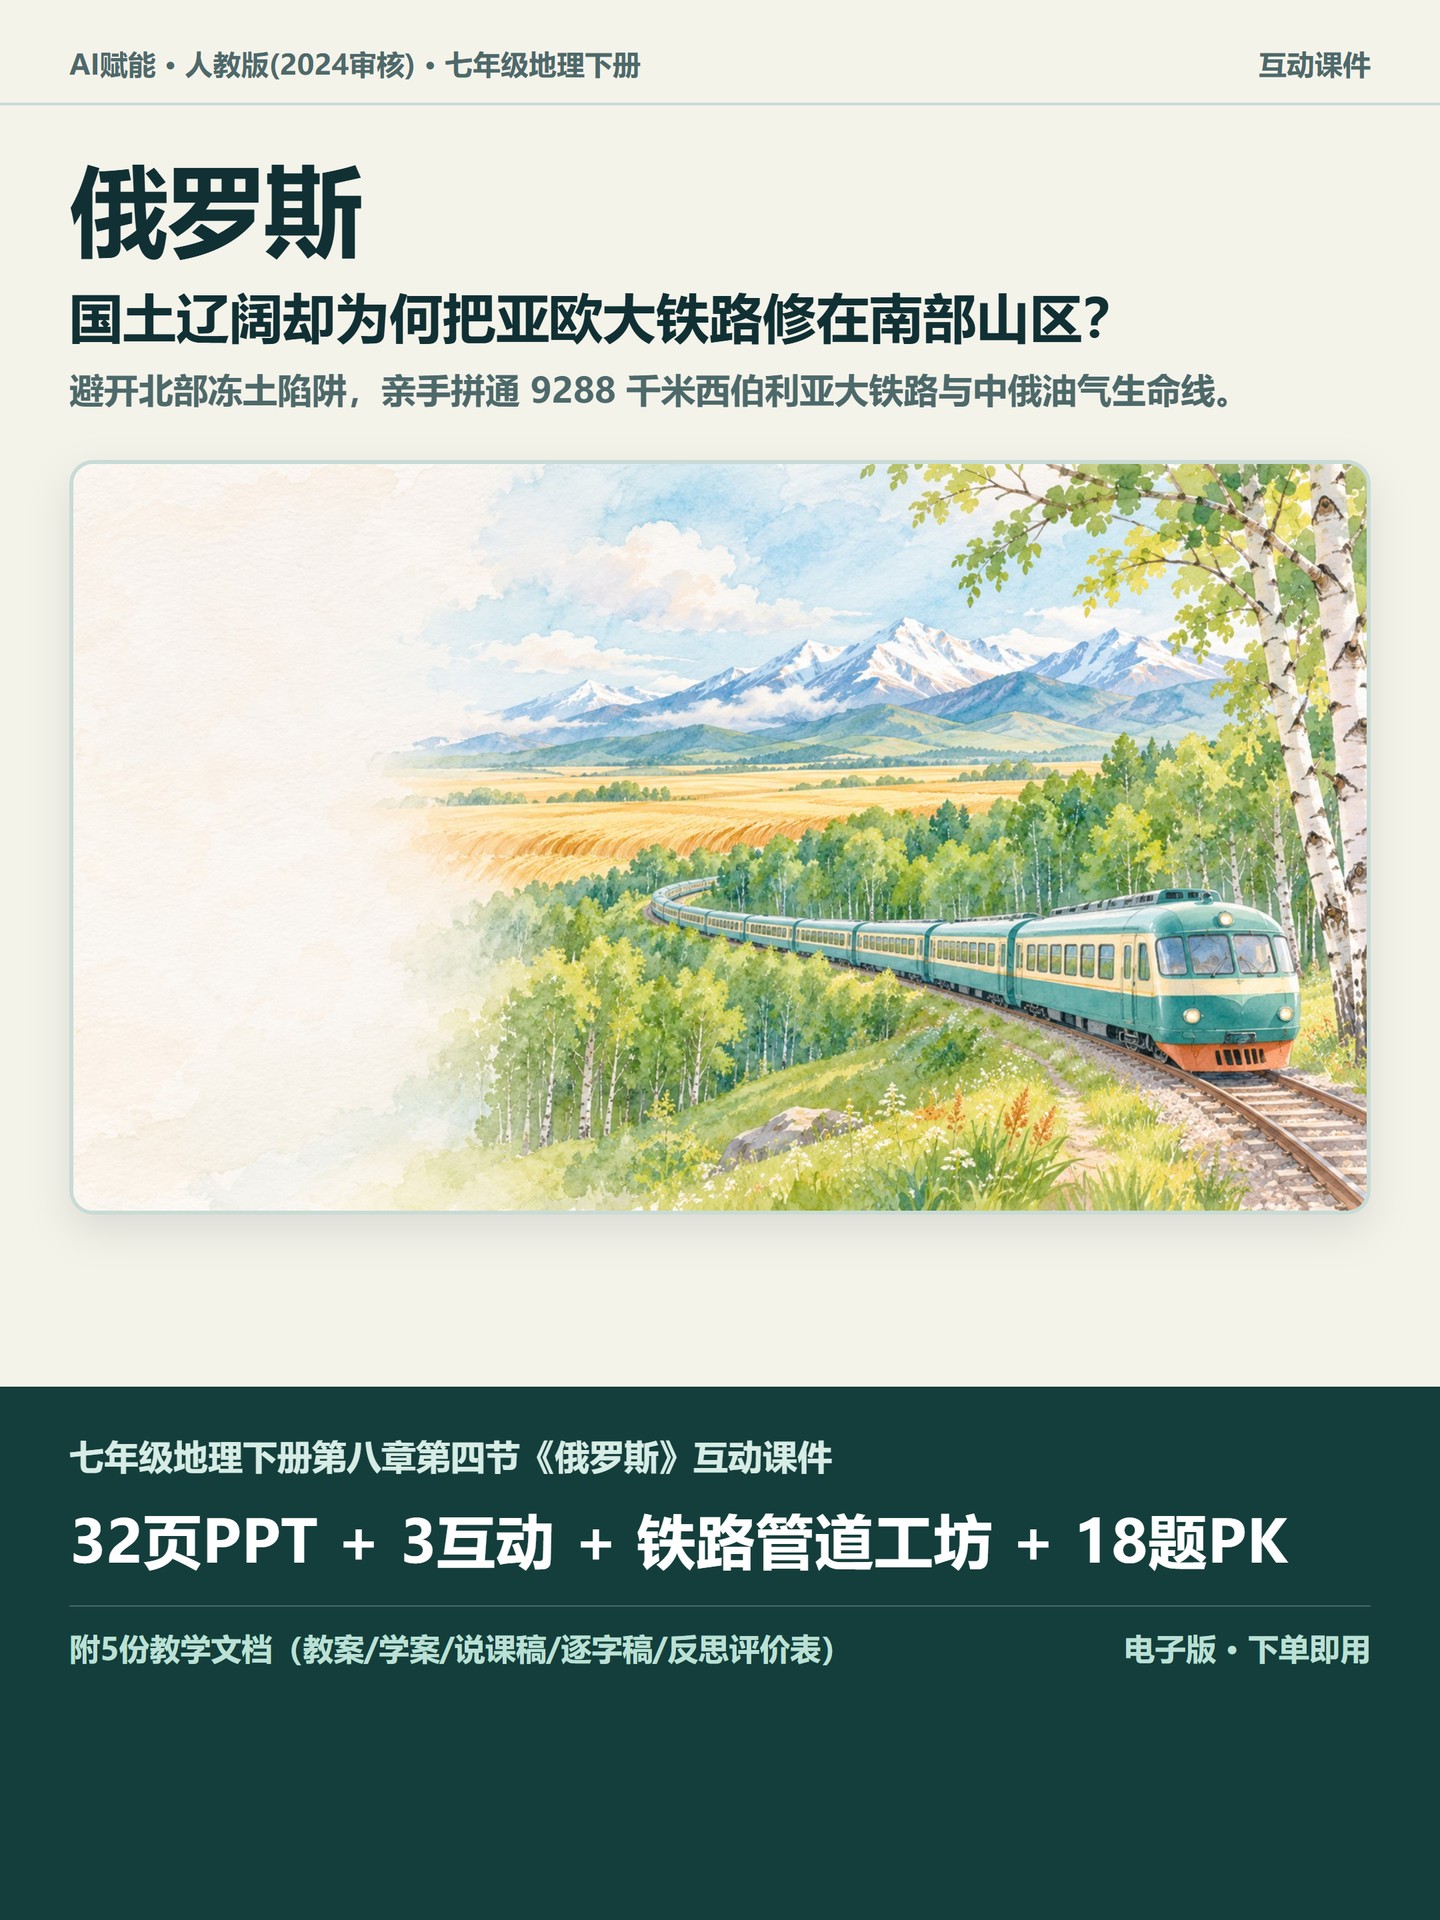 AI赋能 • 人教版(2024审核) • 七年级地理下册
互动课件
俄罗斯
国土辽阔却为何把亚欧大铁路修在南部山区？
避开北部冻土陷阱，亲手拼通 9288 千米西伯利亚大铁路与中俄油气生命线。
七年级地理下册第八章第四节《俄罗斯》互动课件
32页PPT + 3互动 + 铁路管道工坊 + 18题PK
附5份教学文档（教案/学案/说课稿/逐字稿/反思评价表）
电子版 • 下单即用